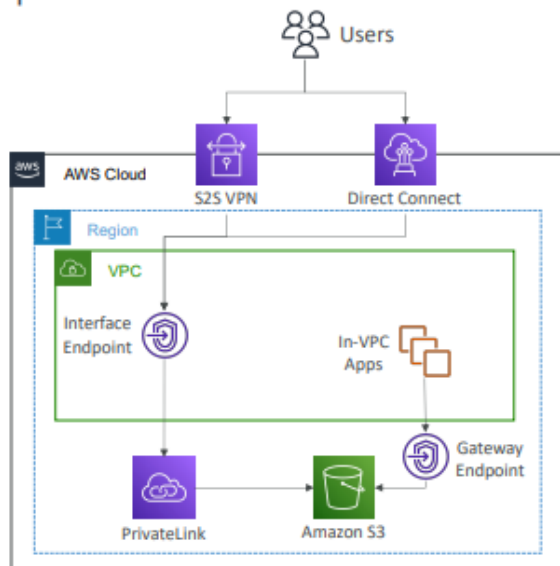 Users
aws
AWS Cloud
S2S VPN
Direct Connect
Region
VPC
Interface
Endpoint
In-VPC
Apps
Gateway
Endpoint
PrivateLink
Amazon S3